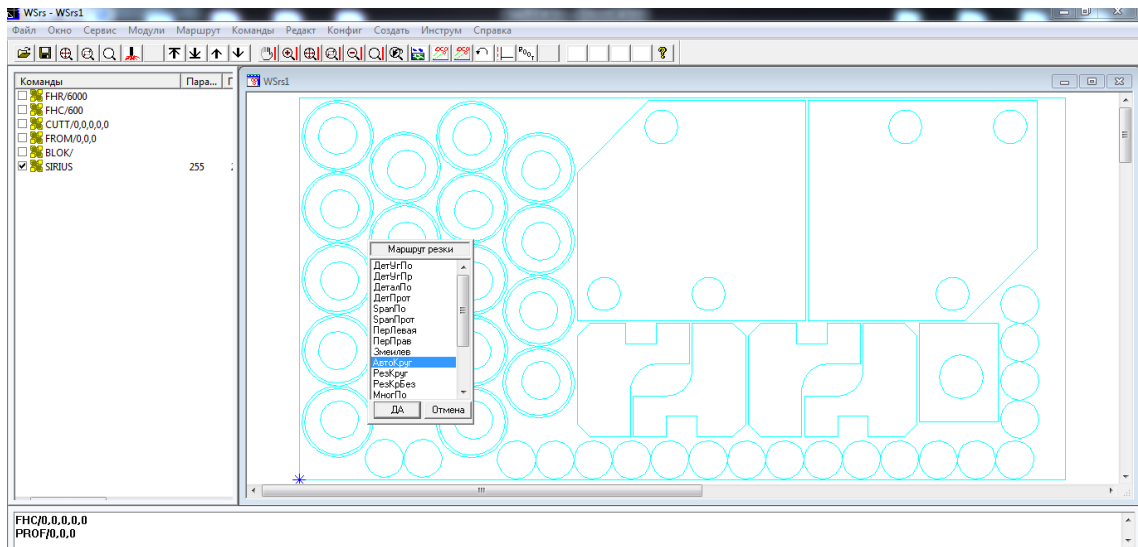 WSrs - WSrs1
Файл Окно Сервис Модули Маршрут Команды Редакт Конфиг Создать Инструм Справка
Команды Пара... Г
FHR/6000
FHC/600
CUTT/0,0,0,0,0
FROM/0,0,0
BLOK/
SIRIUS 255
WSrs1
Маршрут резки
ДетУгПо
ДетУгПр
ДеталПо
ДетПрот
SpanПо
SpanПрот
ПерЛевая
ПерПрав
Змеилев
АвтоКруг
РезКруг
РезКрБез
МногПо
ДА Отмена
FHC/0,0,0,0,0
PROF/0,0,0